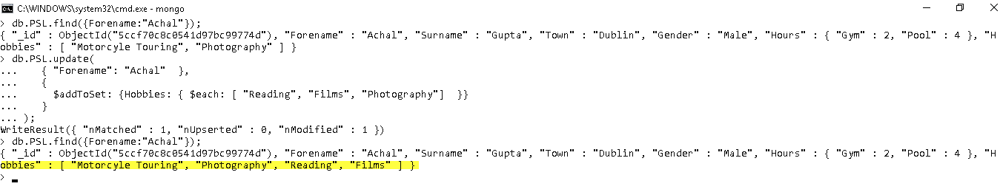 C:\WINDOWS\system32\cmd.exe - mongo
> db.PSL.find({Forename:"Achal"});
{ "_id" : ObjectId("5ccf70c8c0541d97bc99774d"), "Forename" : "Achal", "Surname" : "Gupta", "Town" : "Dublin", "Gender" : "Male", "Hours" : { "Gym" : 2, "Pool" : 4 }, "H
obbies" : [ "Motorcyle Touring", "Photography" ] }
> db.PSL.update(
...    { "Forename": "Achal"  },
...    {
...      $addToSet: {Hobbies: { $each: [ "Reading", "Films", "Photography"]  }}
...    }
... );
WriteResult({ "nMatched" : 1, "nUpserted" : 0, "nModified" : 1 })
> db.PSL.find({Forename:"Achal"});
{ "_id" : ObjectId("5ccf70c8c0541d97bc99774d"), "Forename" : "Achal", "Surname" : "Gupta", "Town" : "Dublin", "Gender" : "Male", "Hours" : { "Gym" : 2, "Pool" : 4 }, "H
obbies" : [ "Motorcyle Touring", "Photography", "Reading", "Films" ] }
>